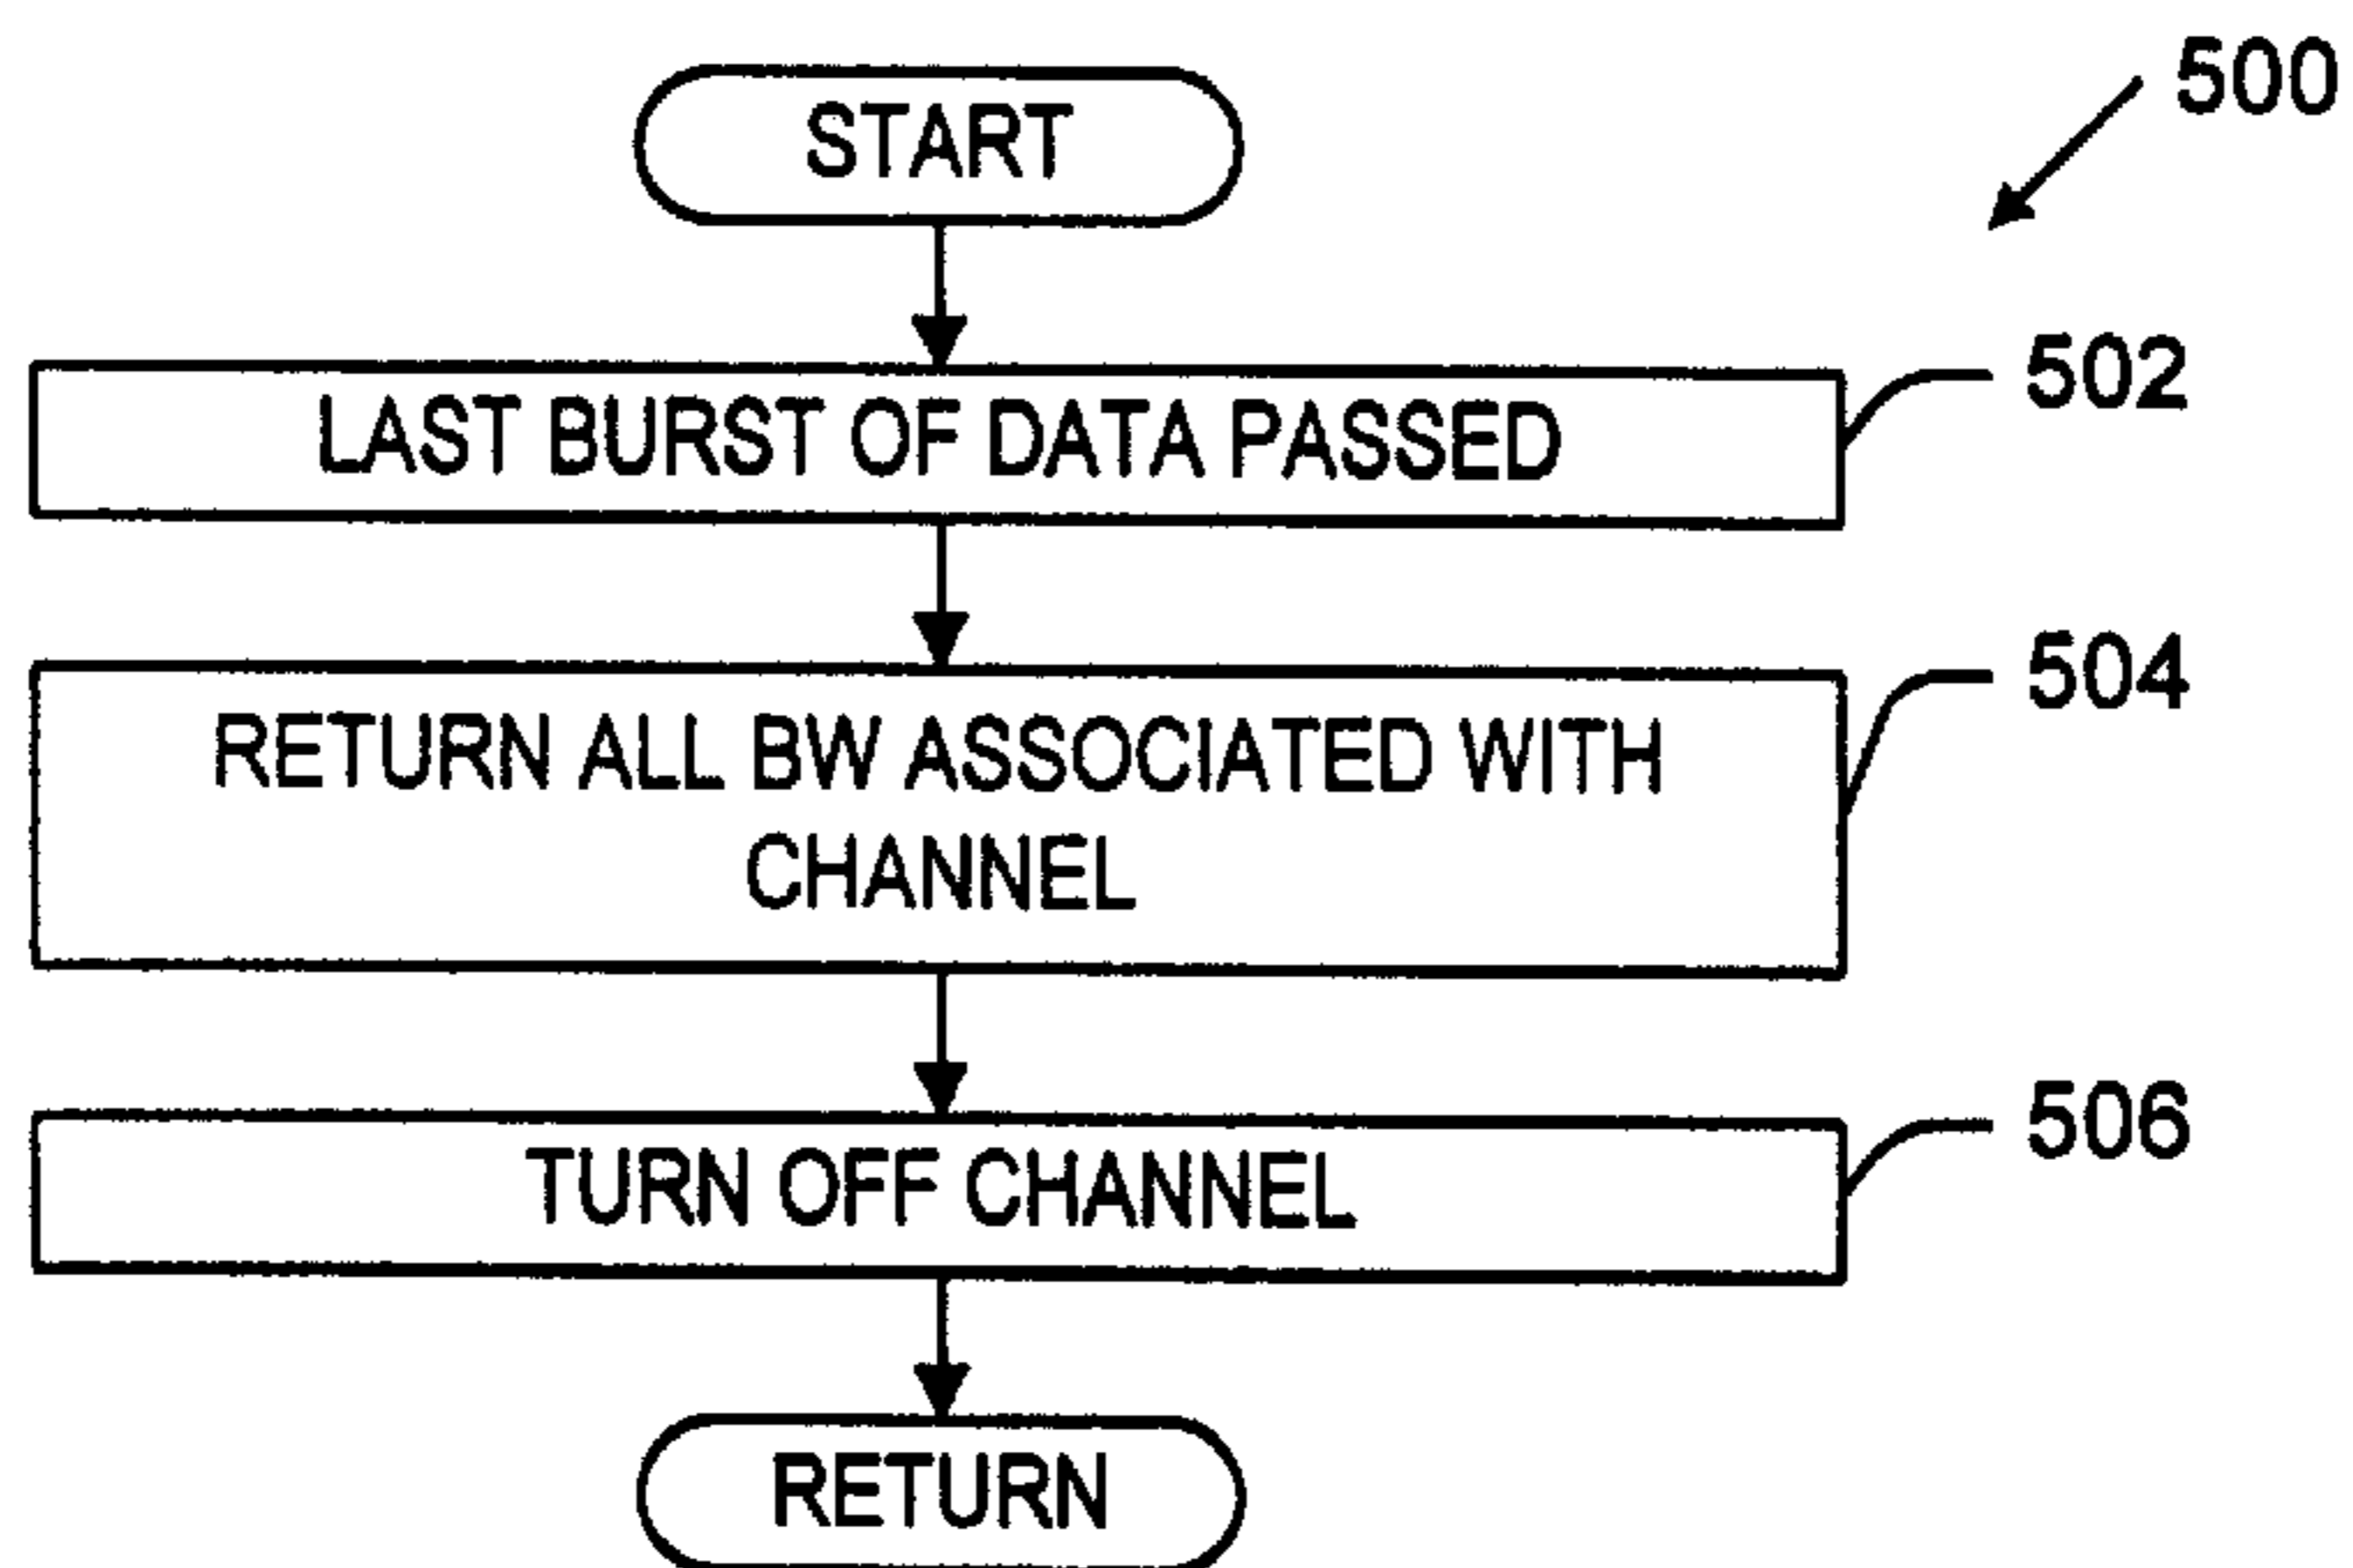 START
500
LAST BURST OF DATA PASSED
502
RETURN ALL BW ASSOCIATED WITH
CHANNEL
504
TURN OFF CHANNEL
506
RETURN